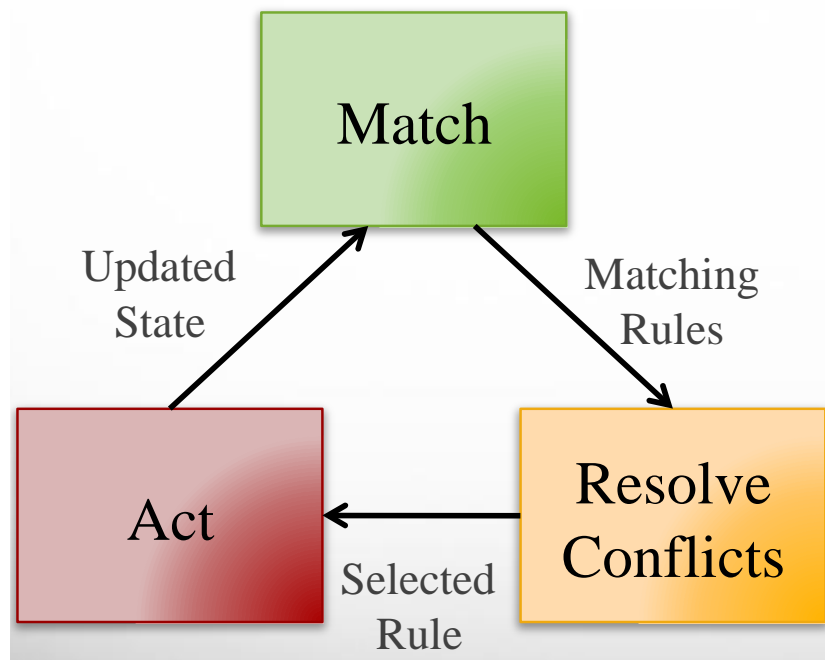 Match
Updated
State
Matching
Rules
Act
Resolve
Conflicts
Selected
Rule